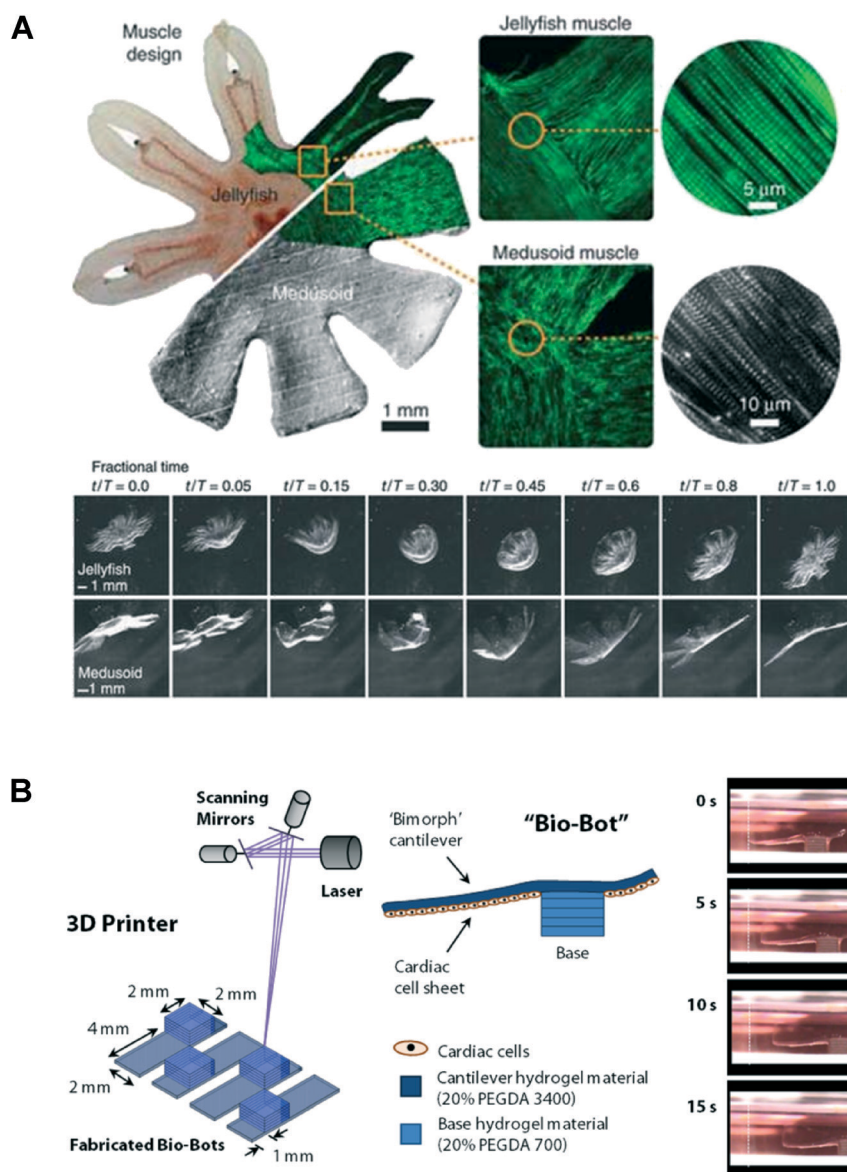 A
Muscle
design
Jellyfish
Medusoid
1 mm
Jellyfish muscle
5 μm
Medusoid muscle
10 μm
Fractional time
t/T = 0.0
t/T = 0.05
t/T = 0.15
t/T = 0.30
t/T = 0.45
t/T = 0.6
t/T = 0.8
t/T = 1.0
Jellyfish
1 mm
Medusoid
1 mm
B
Scanning
Mirrors
Laser
3D Printer
2 mm
2 mm
4 mm
2 mm
1 mm
Fabricated Bio-Bots
'Bimorph'
cantilever
"Bio-Bot"
Cardiac
cell sheet
Base
Cardiac cells
Cantilever hydrogel material
(20% PEGDA 3400)
Base hydrogel material
(20% PEGDA 700)
0 s
5 s
10 s
15 s